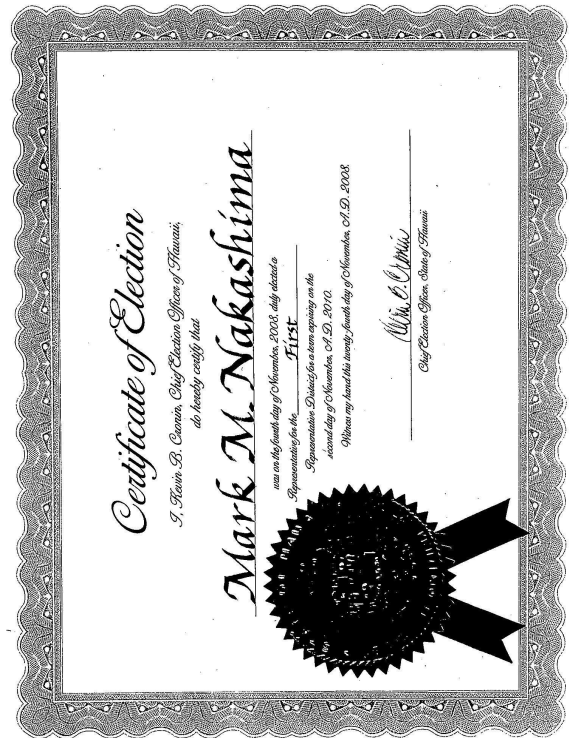 Certificate of Election
I, Kevin B. Cronin, Chief Election Officer of Hawaii,
do hereby certify that
Mark M. Nakashima
was on the fourth day of November, 2008, duly elected a
Representative for the First
Representative District for a term expiring on the
second day of November, A.D. 2010.
Witness my hand this twenty-fourth day of November, A.D. 2008.
Kevin B. Cronin
Chief Election Officer, State of Hawaii